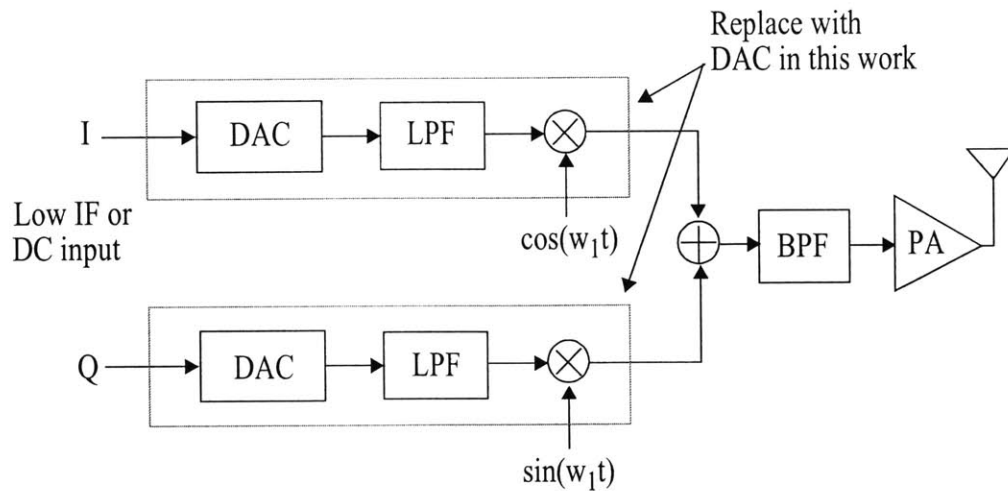 Replace with
DAC in this work
I
DAC
LPF
cos(w₁t)
Low IF or
DC input
BPF
PA
Q
DAC
LPF
sin(w₁t)